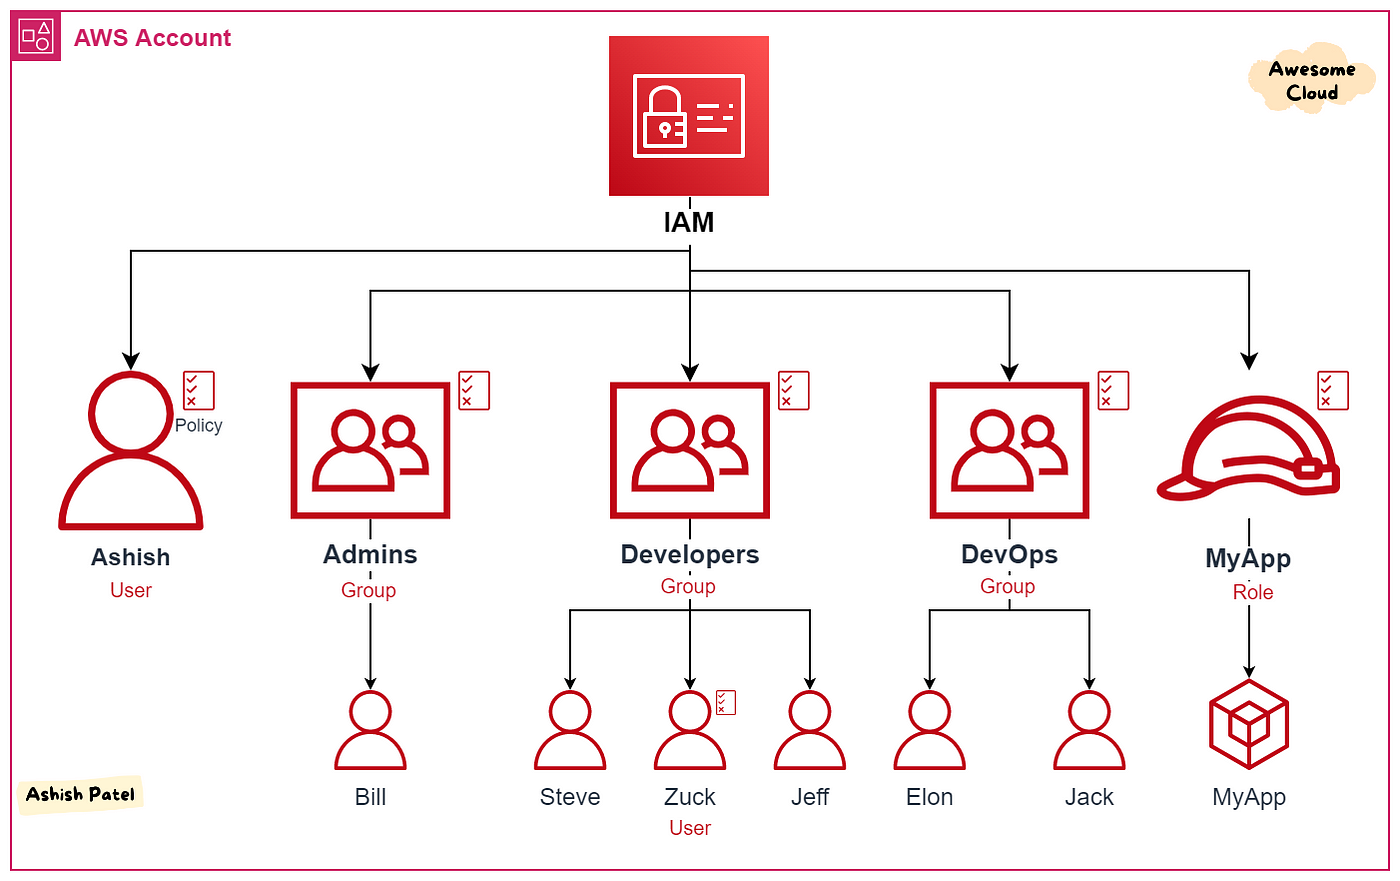 AWS Account
Awesome
Cloud
IAM
Policy
Ashish
User
Admins
Group
Developers
Group
DevOps
Group
MyApp
Role
Bill
Steve
Zuck
User
Jeff
Elon
Jack
MyApp
Ashish Patel